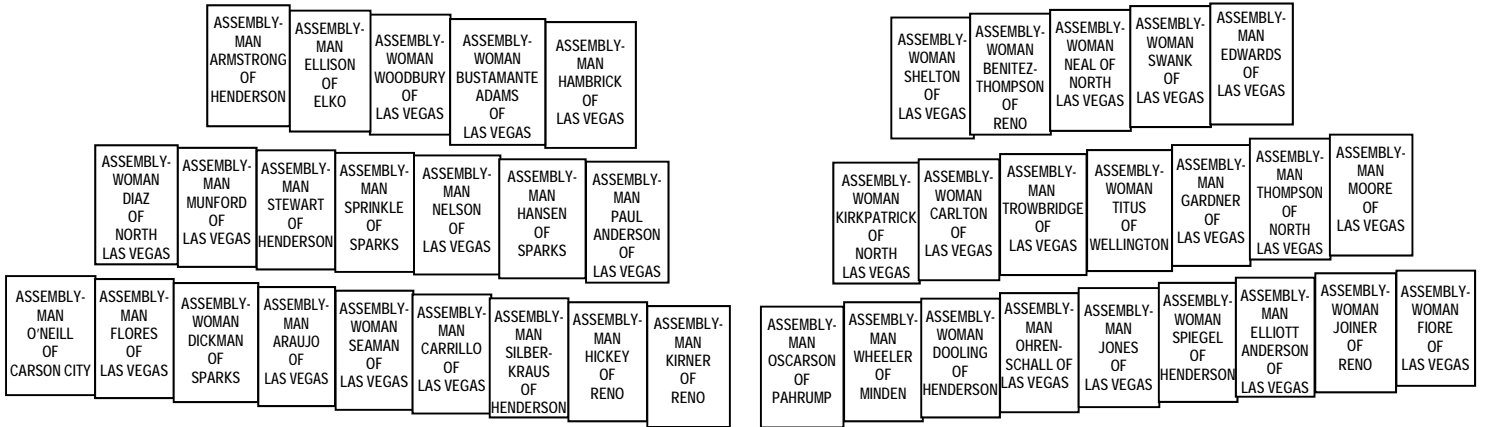 ASSEMBLY-
MAN
ARMSTRONG
OF
HENDERSON
ASSEMBLY-
MAN
ELLISON
OF
ELKO
ASSEMBLY-
WOMAN
WOODBURY
OF
LAS VEGAS
ASSEMBLY-
WOMAN
BUSTAMANTE
ADAMS
OF
LAS VEGAS
ASSEMBLY-
MAN
HAMBRICK
OF
LAS VEGAS
ASSEMBLY-
WOMAN
SHELTON
OF
LAS VEGAS
ASSEMBLY-
WOMAN
BENITEZ-
THOMPSON
OF
RENO
ASSEMBLY-
WOMAN
NEAL OF
NORTH
LAS VEGAS
ASSEMBLY-
WOMAN
SWANK
OF
LAS VEGAS
ASSEMBLY-
MAN
EDWARDS
OF
LAS VEGAS
ASSEMBLY-
WOMAN
DIAZ
OF
NORTH
LAS VEGAS
ASSEMBLY-
MAN
MUNFORD
OF
LAS VEGAS
ASSEMBLY-
MAN
STEWART
OF
HENDERSON
ASSEMBLY-
MAN
SPRINKLE
OF
SPARKS
ASSEMBLY-
MAN
NELSON
OF
LAS VEGAS
ASSEMBLY-
MAN
HANSEN
OF
SPARKS
ASSEMBLY-
MAN
PAUL
ANDERSON
OF
LAS VEGAS
ASSEMBLY-
WOMAN
KIRKPATRICK
OF
NORTH
LAS VEGAS
ASSEMBLY-
WOMAN
CARLTON
OF
LAS VEGAS
ASSEMBLY-
MAN
TROWBRIDGE
OF
LAS VEGAS
ASSEMBLY-
WOMAN
TITUS
OF
WELLINGTON
ASSEMBLY-
MAN
GARDNER
OF
LAS VEGAS
ASSEMBLY-
MAN
THOMPSON
OF
NORTH
LAS VEGAS
ASSEMBLY-
MAN
MOORE
OF
LAS VEGAS
ASSEMBLY-
MAN
O'NEILL
OF
CARSON CITY
ASSEMBLY-
MAN
FLORES
OF
LAS VEGAS
ASSEMBLY-
WOMAN
DICKMAN
OF
SPARKS
ASSEMBLY-
MAN
ARAUJO
OF
LAS VEGAS
ASSEMBLY-
WOMAN
SEAMAN
OF
LAS VEGAS
ASSEMBLY-
MAN
CARRILLO
OF
LAS VEGAS
ASSEMBLY-
MAN
SILBER-
KRAUS
OF
HENDERSON
ASSEMBLY-
MAN
HICKEY
OF
RENO
ASSEMBLY-
MAN
KIRNER
OF
RENO
ASSEMBLY-
MAN
OSCARSON
OF
PAHRUMP
ASSEMBLY-
MAN
WHEELER
OF
MINDEN
ASSEMBLY-
WOMAN
DOOLING
OF
HENDERSON
ASSEMBLY-
MAN
OHREN-
SCHALL OF
LAS VEGAS
ASSEMBLY-
MAN
JONES
OF
LAS VEGAS
ASSEMBLY-
WOMAN
SPIEGEL
OF
HENDERSON
ASSEMBLY-
MAN
ELLIOTT
ANDERSON
OF
LAS VEGAS
ASSEMBLY-
WOMAN
JOINER
OF
RENO
ASSEMBLY-
WOMAN
FIORE
OF
LAS VEGAS